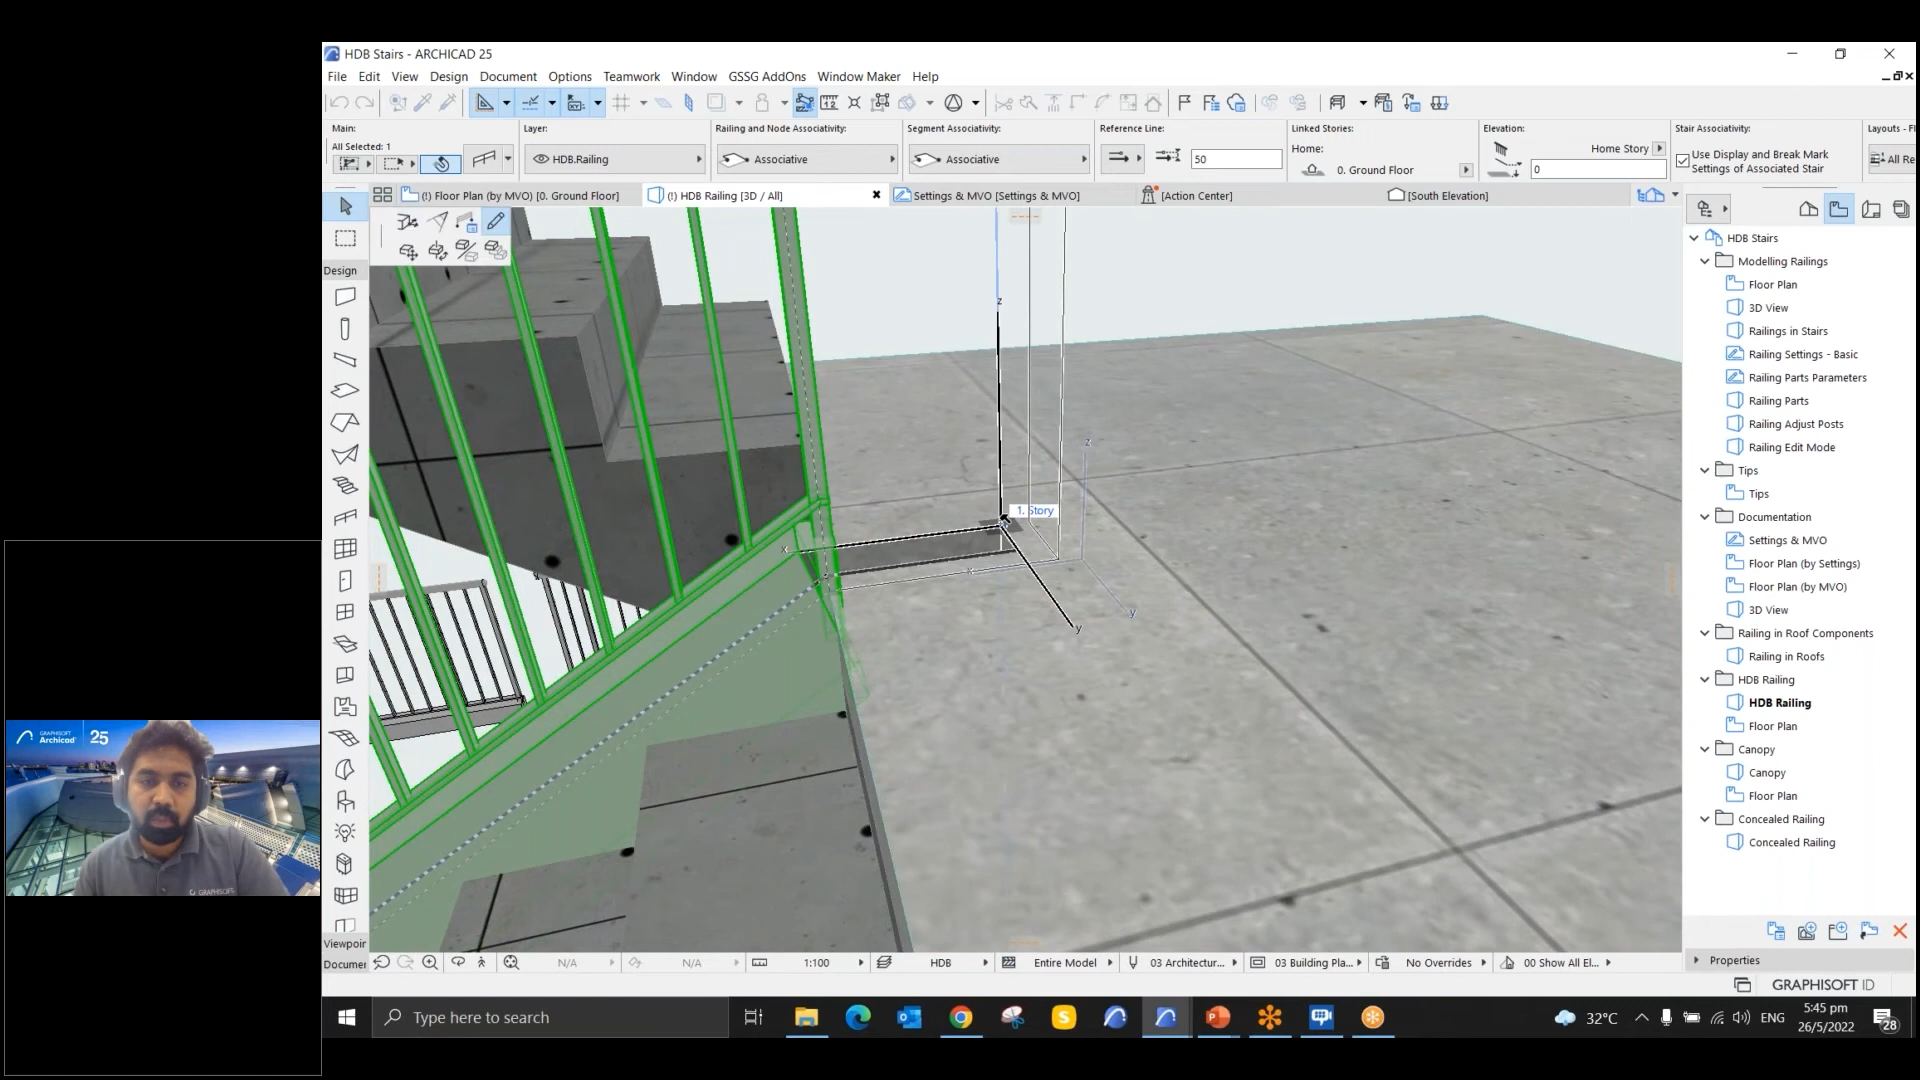 HDB Stairs - ARCHICAD 25
File Edit View Design Document Options Teamwork Window GSSG AddOns Window Maker Help
Main:
All Selected: 1
Layer:
HDB.Railing
Railing and Node Associativity:
Associative
Segment Associativity:
Associative
Reference Line:
50
Linked Stories:
Home:
0. Ground Floor
Elevation:
Home Story
0
Stair Associativity:
Use Display and Break Mark
Settings of Associated Stair
Layouts - Fl
All Re
(!) Floor Plan (by MVO) [0. Ground Floor]
(!) HDB Railing [3D / All]
Settings & MVO [Settings & MVO]
[Action Center]
[South Elevation]
Design
z
z
1. Story
x
x
y
y
HDB Stairs
Modelling Railings
Floor Plan
3D View
Railings in Stairs
Railing Settings - Basic
Railing Parts Parameters
Railing Parts
Railing Adjust Posts
Railing Edit Mode
Tips
Tips
Documentation
Settings & MVO
Floor Plan (by Settings)
Floor Plan (by MVO)
3D View
Railing in Roof Components
Railing in Roofs
HDB Railing
HDB Railing
Floor Plan
Canopy
Canopy
Floor Plan
Concealed Railing
Concealed Railing
GRAPHISOFT
Archicad 25
GRAPHISOFT
Viewpoir
Documer
N/A
N/A
1:100
HDB
Entire Model
03 Architectur...
03 Building Pla...
No Overrides
00 Show All El...
Properties
GRAPHISOFT ID
Type here to search
32°C
ENG
5:45 pm
26/5/2022
28